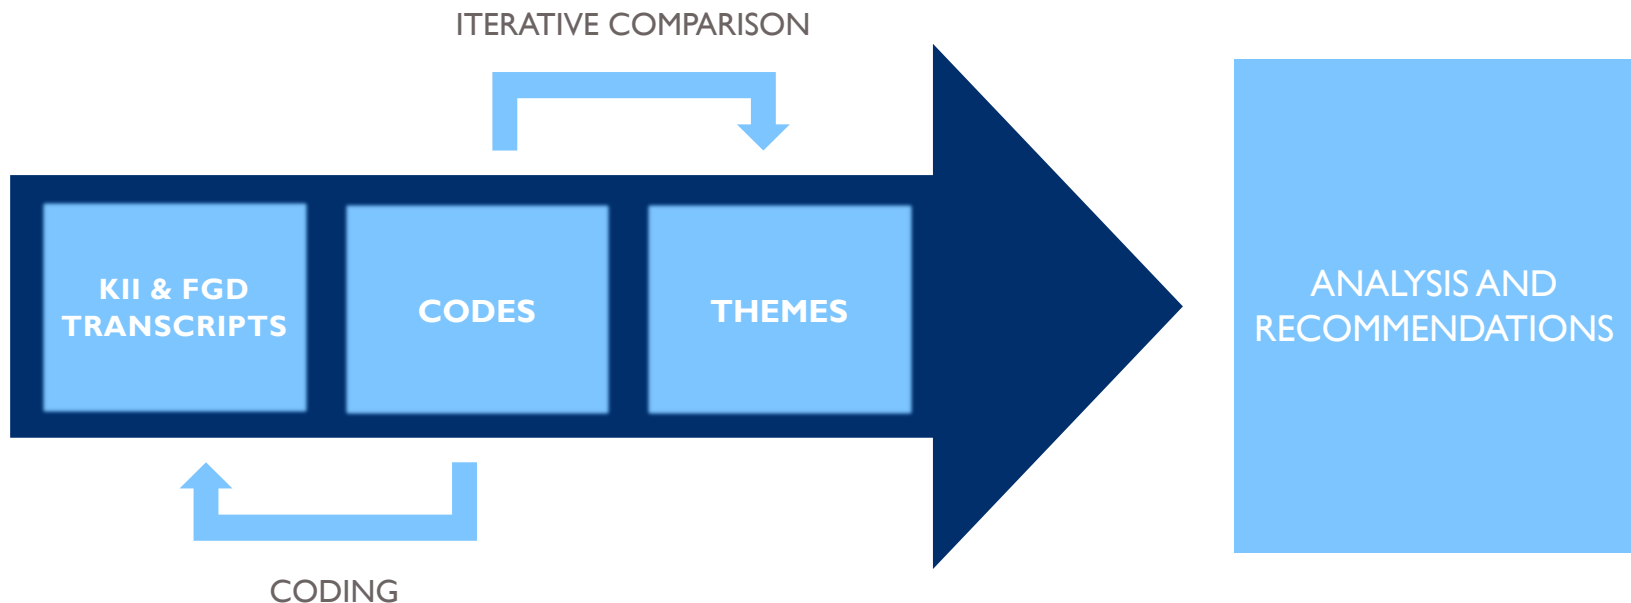 ITERATIVE COMPARISON
KII & FGD
TRANSCRIPTS
CODES
THEMES
ANALYSIS AND
RECOMMENDATIONS
CODING